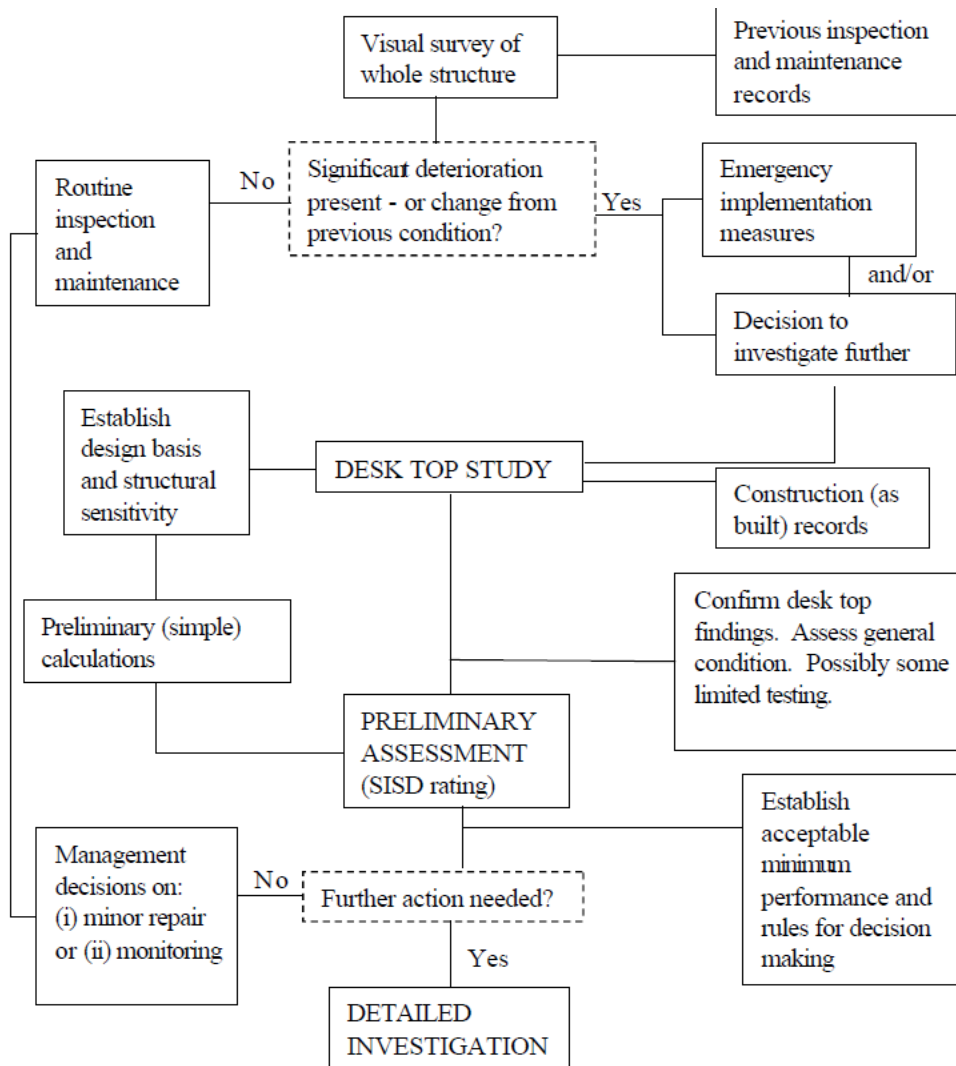 Visual survey of
whole structure
Previous inspection
and maintenance
records
Routine
inspection
and
maintenance
No
Significant deterioration
present - or change from
previous condition?
Yes
Emergency
implementation
measures
and/or
Decision to
investigate further
Establish
design basis
and structural
sensitivity
DESK TOP STUDY
Construction (as
built) records
Preliminary (simple)
calculations
Confirm desk top
findings. Assess general
condition. Possibly some
limited testing.
PRELIMINARY
ASSESSMENT
(SISD rating)
Establish
acceptable
minimum
performance and
rules for decision
making
Management
decisions on:
(i) minor repair
or (ii) monitoring
No
Further action needed?
Yes
DETAILED
INVESTIGATION